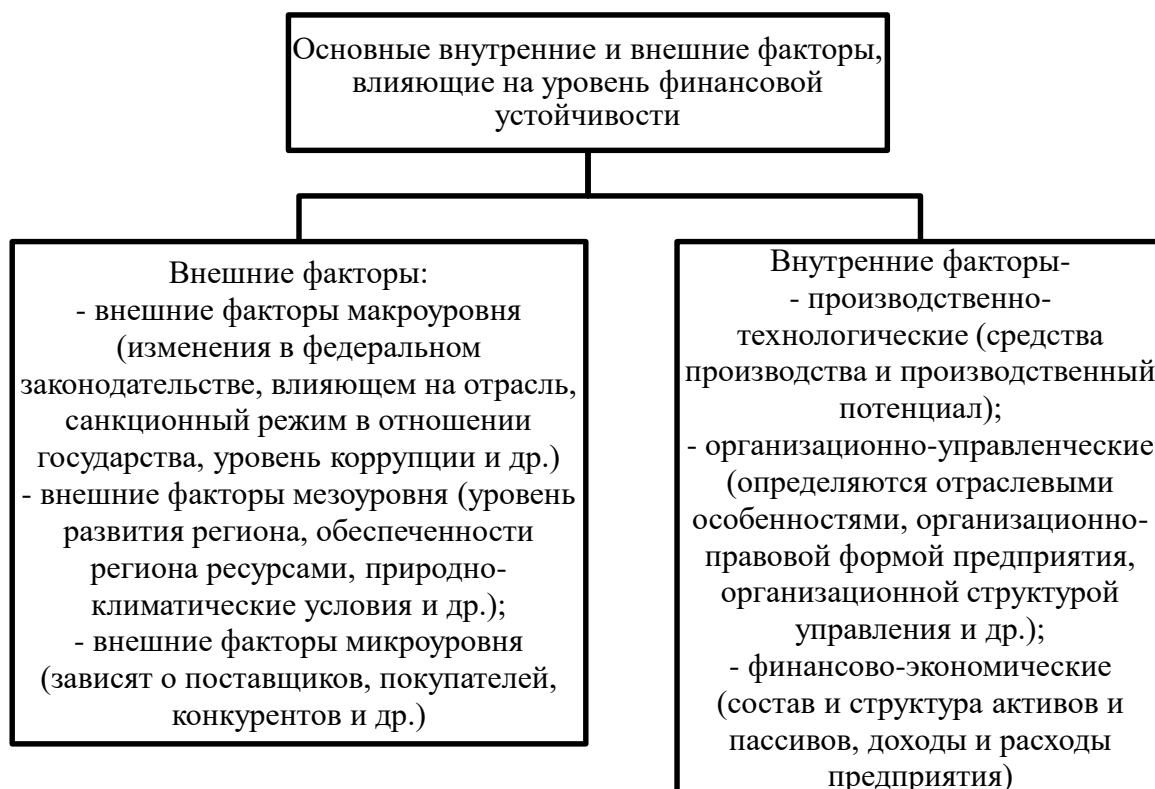 Основные внутренние и внешние факторы,
влияющие на уровень финансовой
устойчивости
Внешние факторы:
- внешние факторы макроуровня
(изменения в федеральном
законодательстве, влияющем на отрасль,
санкционный режим в отношении
государства, уровень коррупции и др.)
- внешние факторы мезоуровня (уровень
развития региона, обеспеченности
региона ресурсами, природно-
климатические условия и др.);
- внешние факторы микроуровня
(зависят о поставщиков, покупателей,
конкурентов и др.)
Внутренние факторы-
- производственно-
технологические (средства
производства и производственный
потенциал);
- организационно-управленческие
(определяются отраслевыми
особенностями, организационно-
правовой формой предприятия,
организационной структурой
управления и др.);
- финансово-экономические
(состав и структура активов и
пассивов, доходы и расходы
предприятия)